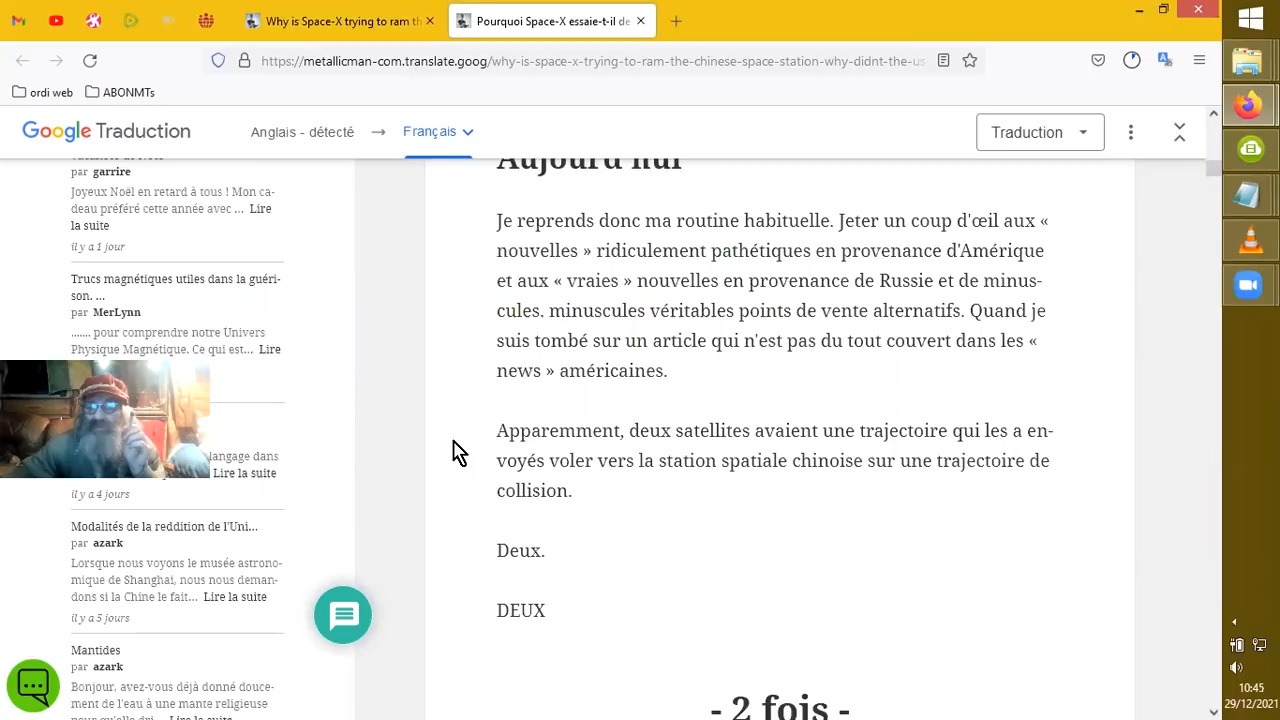 Why is Space-X trying to ram th
Pourquoi Space-X essaie-t-il de
https://metallicman-com.translate.goog/why-is-space-x-trying-to-ram-the-chinese-space-station-why-didnt-the-us
ordi web
ABONMTs
Google Traduction
Anglais - détecté
Français
Traduction
par garrire
Joyeux Noël en retard à tous ! Mon ca-
deau préféré cette année avec ... Lire
la suite
il y a 1 jour
Trucs magnétiques utiles dans la guéri-
son. ...
par MerLynn
....... pour comprendre notre Univers
Physique Magnétique. Ce qui est... Lire
langage dans
Lire la suite
il y a 4 jours
Modalités de la reddition de l'Uni...
par azark
Lorsque nous voyons le musée astrono-
mique de Shanghai, nous nous deman-
dons si la Chine le fait... Lire la suite
il y a 5 jours
Mantides
par azark
Bonjour, avez-vous déjà donné douce-
ment de l'eau à une mante religieuse
Aujourd'hui
Je reprends donc ma routine habituelle. Jeter un coup d'œil aux «
nouvelles » ridiculement pathétiques en provenance d'Amérique
et aux « vraies » nouvelles en provenance de Russie et de minus-
cules. minuscules véritables points de vente alternatifs. Quand je
suis tombé sur un article qui n'est pas du tout couvert dans les «
news » américaines.
Apparemment, deux satellites avaient une trajectoire qui les a en-
voyés voler vers la station spatiale chinoise sur une trajectoire de
collision.
Deux.
DEUX
- 2 fois -
10:45
29/12/2021